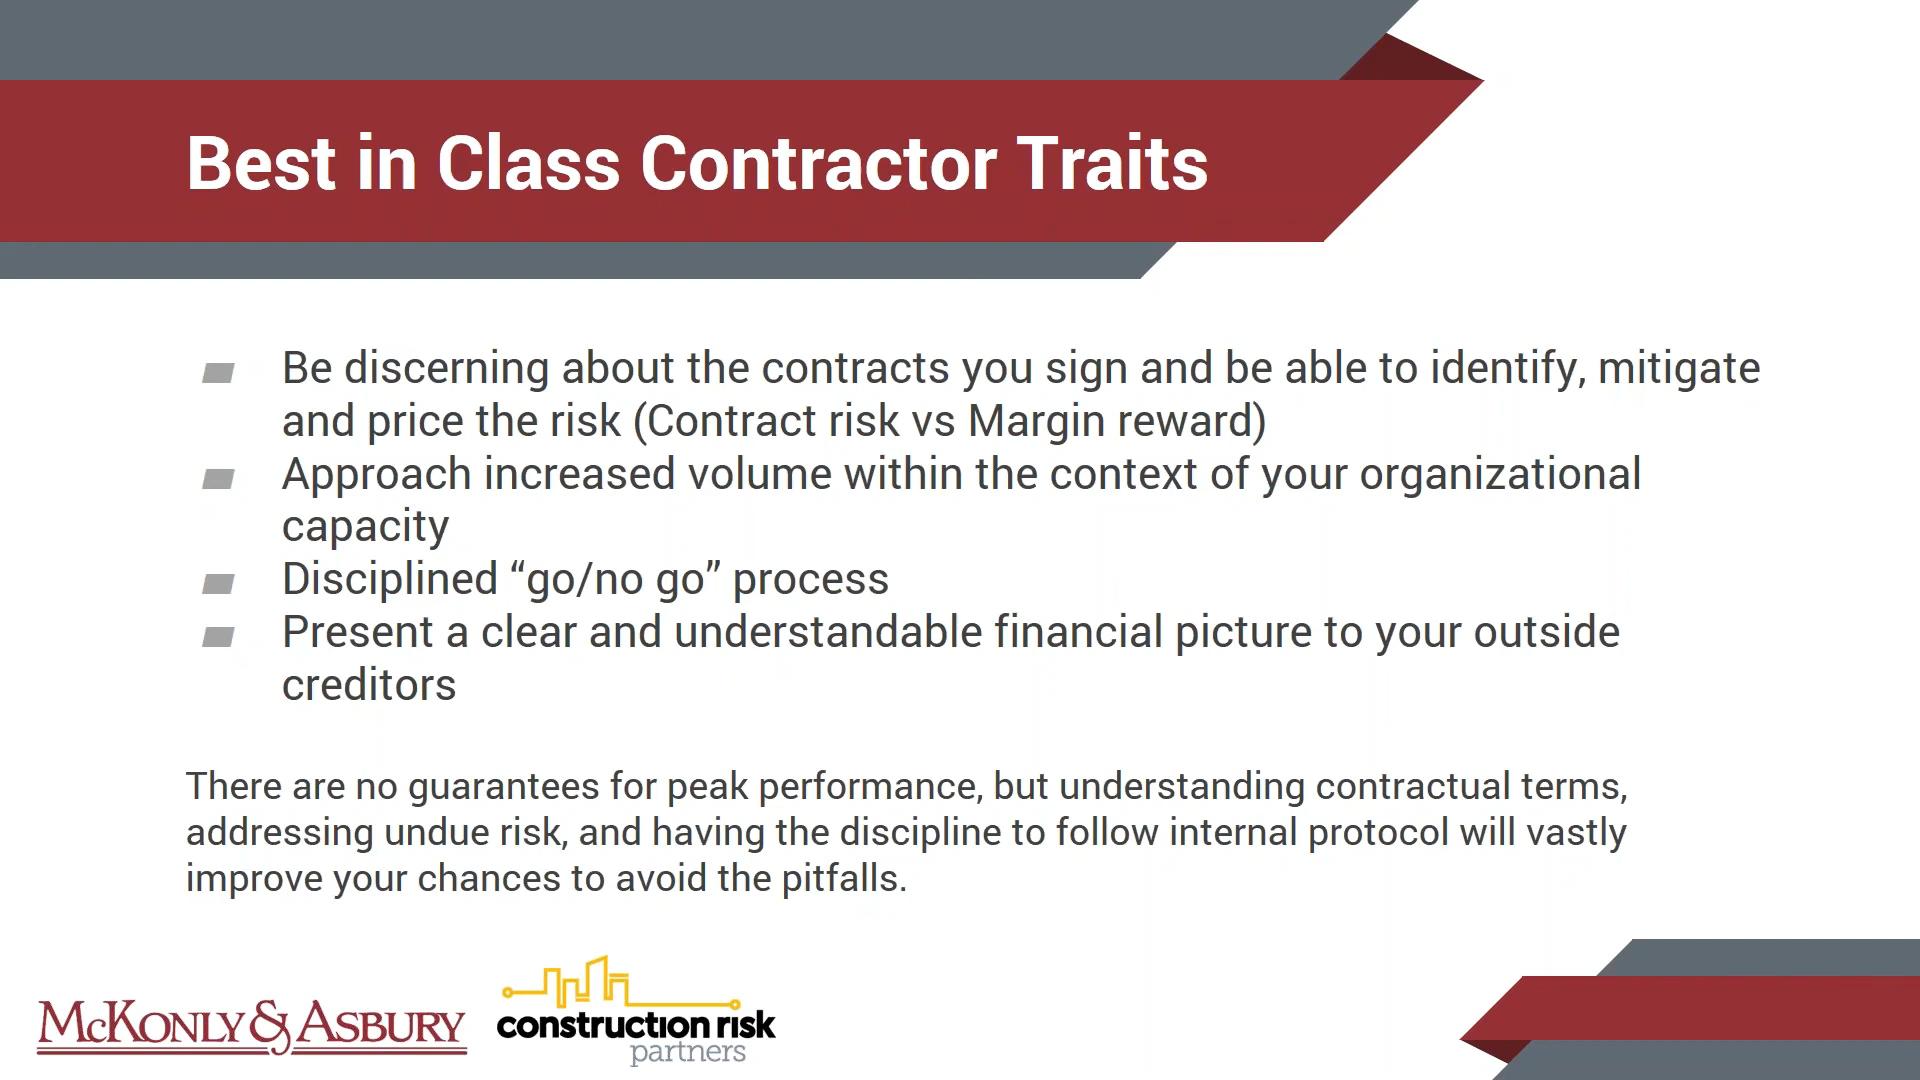 Best in Class Contractor Traits
Be discerning about the contracts you sign and be able to identify, mitigate
and price the risk (Contract risk vs Margin reward)
Approach increased volume within the context of your organizational
capacity
Disciplined “go/no go” process
Present a clear and understandable financial picture to your outside
creditors
There are no guarantees for peak performance, but understanding contractual terms,
addressing undue risk, and having the discipline to follow internal protocol will vastly
improve your chances to avoid the pitfalls.
McKonly & Asbury
construction risk
partners